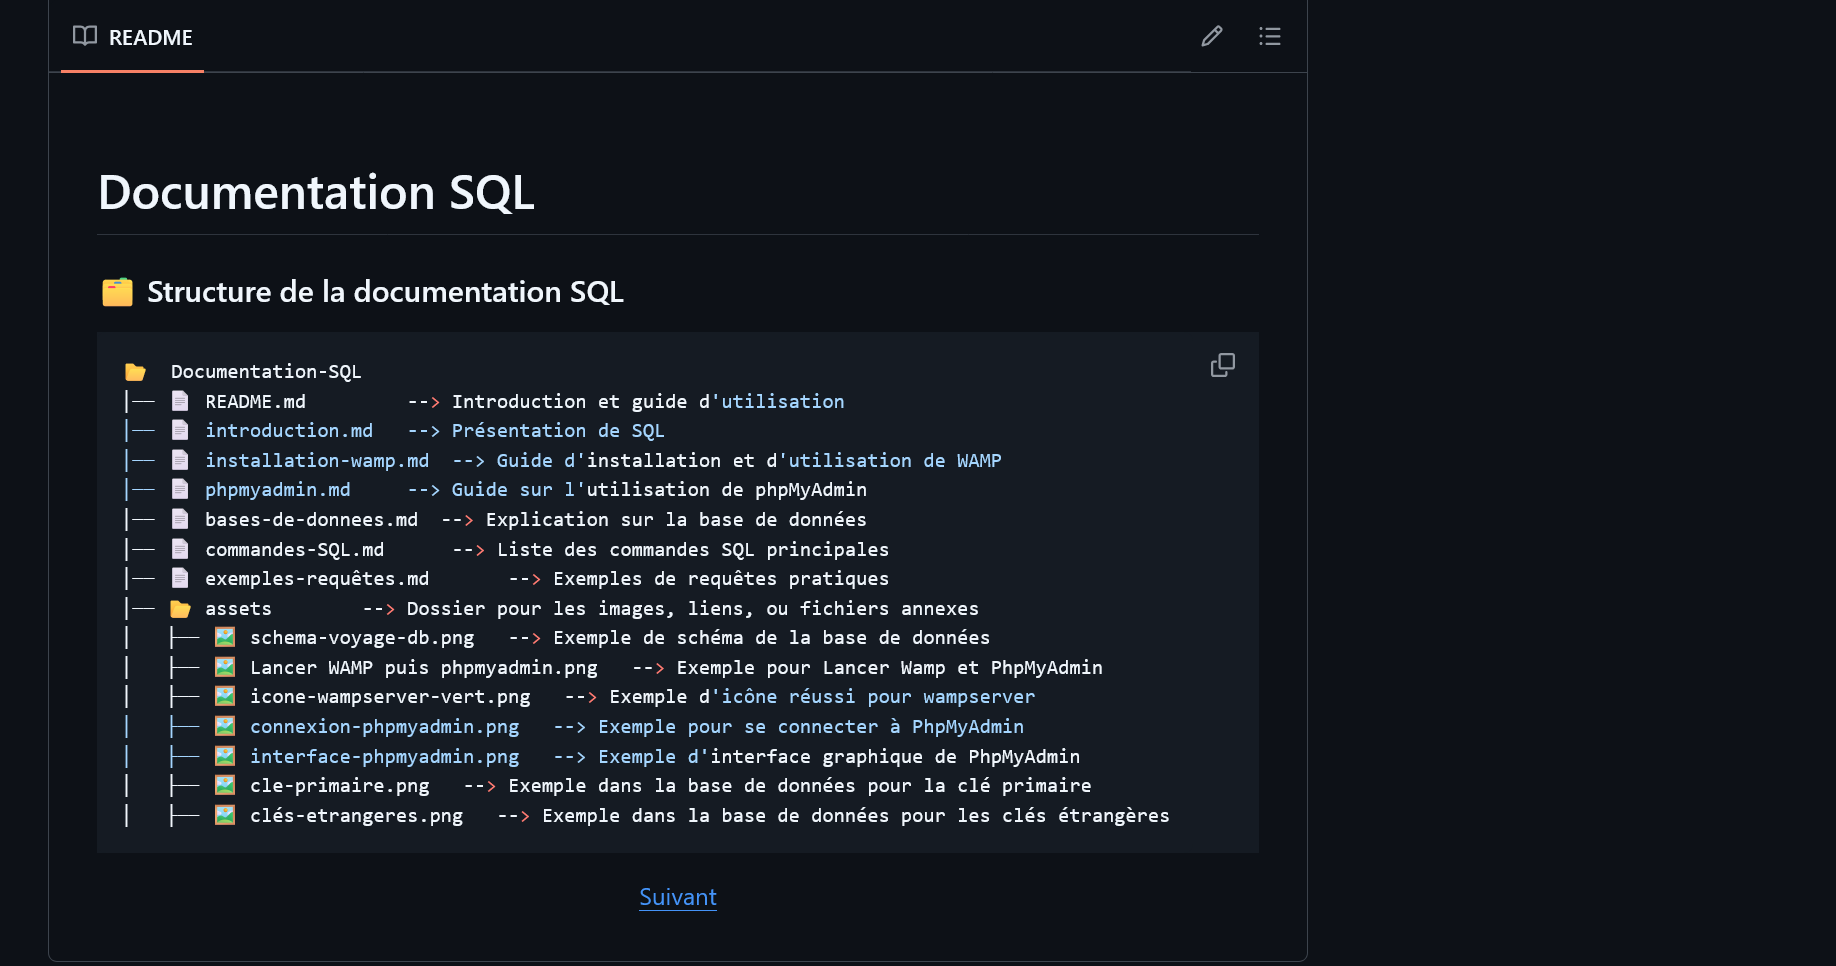 README
Documentation SQL
🗂️ Structure de la documentation SQL
📂  Documentation-SQL
│── 📄 README.md         --> Introduction et guide d'utilisation
│── 📄 introduction.md   --> Présentation de SQL
│── 📄 installation-wamp.md  --> Guide d'installation et d'utilisation de WAMP
│── 📄 phpmyadmin.md     --> Guide sur l'utilisation de phpMyAdmin
│── 📄 bases-de-donnees.md  --> Explication sur la base de données
│── 📄 commandes-SQL.md      --> Liste des commandes SQL principales
│── 📄 exemples-requêtes.md       --> Exemples de requêtes pratiques
│── 📂 assets        --> Dossier pour les images, liens, ou fichiers annexes
│   ├── 🖼️ schema-voyage-db.png   --> Exemple de schéma de la base de données
│   ├── 🖼️ Lancer WAMP puis phpmyadmin.png   --> Exemple pour Lancer Wamp et PhpMyAdmin
│   ├── 🖼️ icone-wampserver-vert.png   --> Exemple d'icône réussi pour wampserver
│   ├── 🖼️ connexion-phpmyadmin.png   --> Exemple pour se connecter à PhpMyAdmin
│   ├── 🖼️ interface-phpmyadmin.png   --> Exemple d'interface graphique de PhpMyAdmin
│   ├── 🖼️ cle-primaire.png   --> Exemple dans la base de données pour la clé primaire
│   ├── 🖼️ clés-etrangeres.png   --> Exemple dans la base de données pour les clés étrangères
Suivant